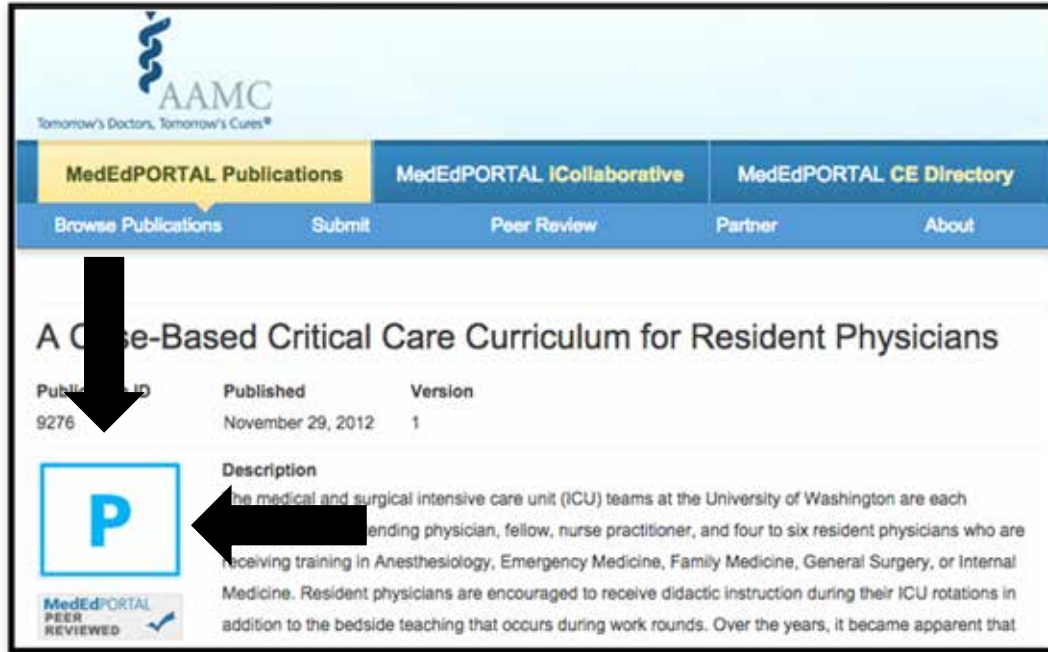 AAMC
Tomorrow's Doctors, Tomorrow's Cures®
MedEdPORTAL Publications MedEdPORTAL iCollaborative MedEdPORTAL CE Directory
Browse Publications Submit Peer Review Partner About
A -Based Critical Care Curriculum for Resident Physicians
ID Published Version
9276 November 29, 2012 1
P
Description
The medical and surgical intensive care unit (ICU) teams at the University of Washington are each
physician, fellow, nurse practitioner, and four to six resident physicians who are
receiving training in Anesthesiology, Emergency Medicine, Family Medicine, General Surgery, or Internal
Medicine. Resident physicians are encouraged to receive didactic instruction during their ICU rotations in
addition to the bedside teaching that occurs during work rounds. Over the years, it became apparent that
MedEdPORTAL
PEER
REVIEWED